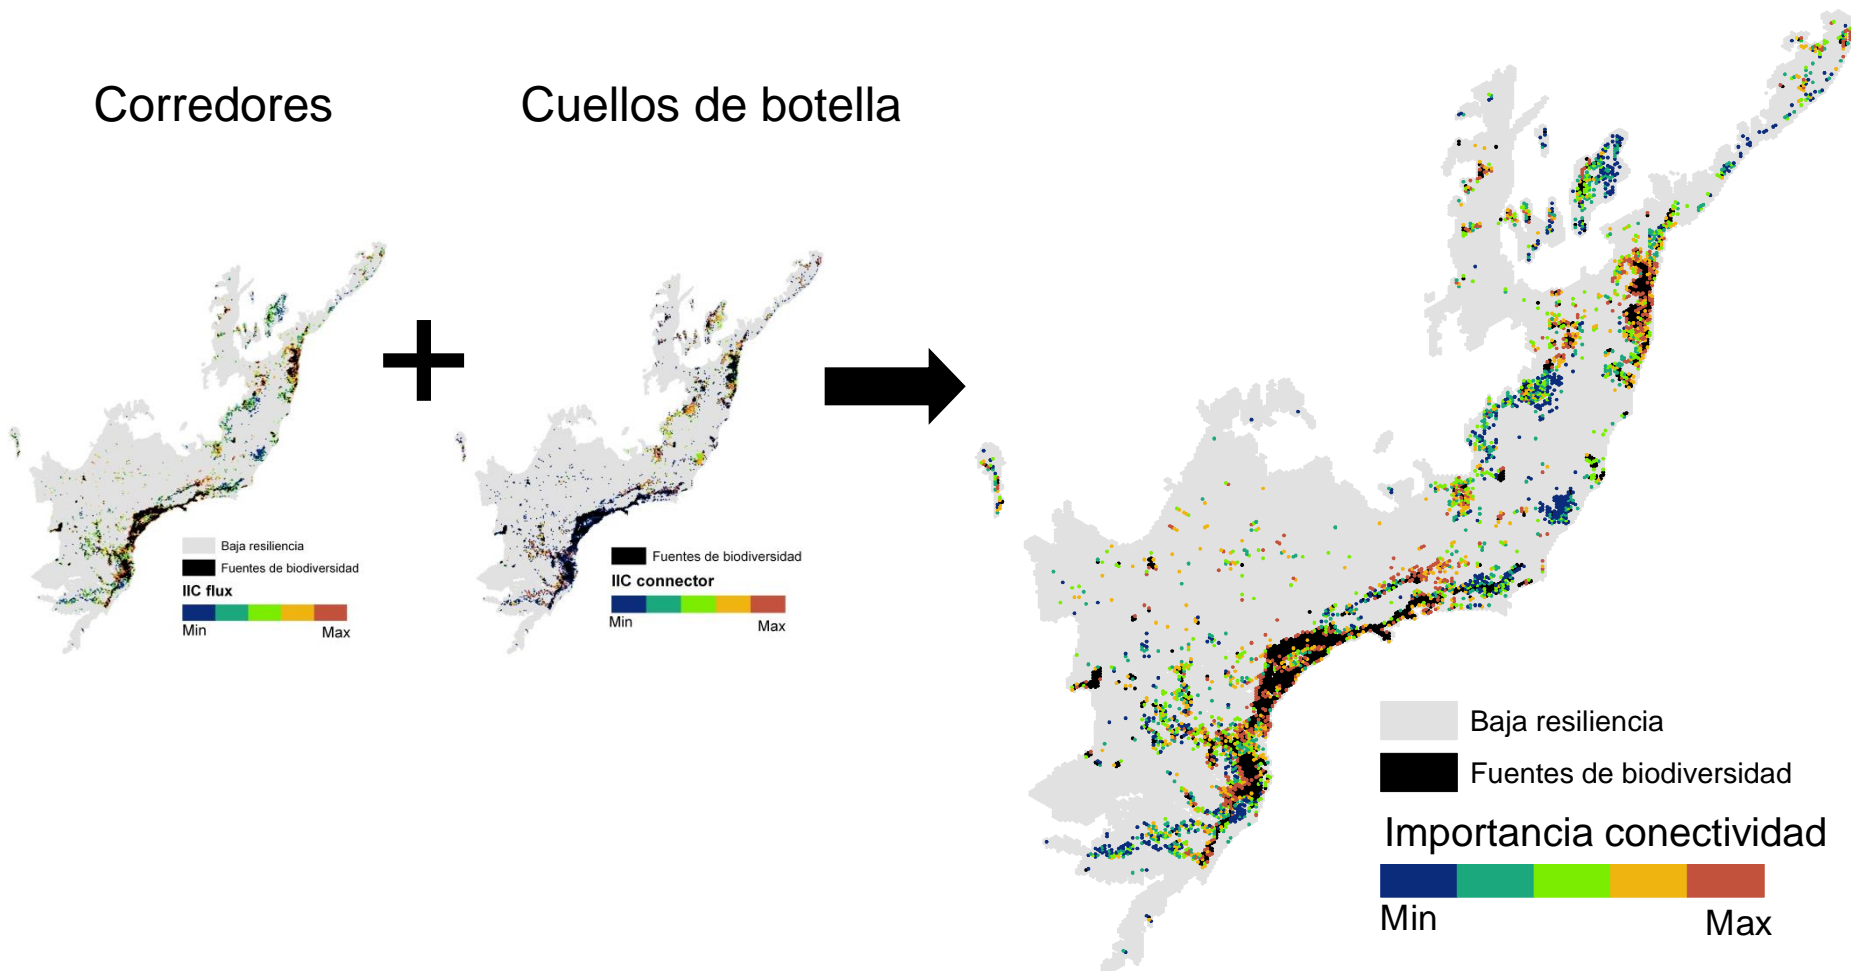 Corredores
Cuellos de botella
Baja resiliencia
Fuentes de biodiversidad
IIC flux
Min
Max
Fuentes de biodiversidad
IIC connector
Min
Max
Baja resiliencia
Fuentes de biodiversidad
Importancia conectividad
Min
Max